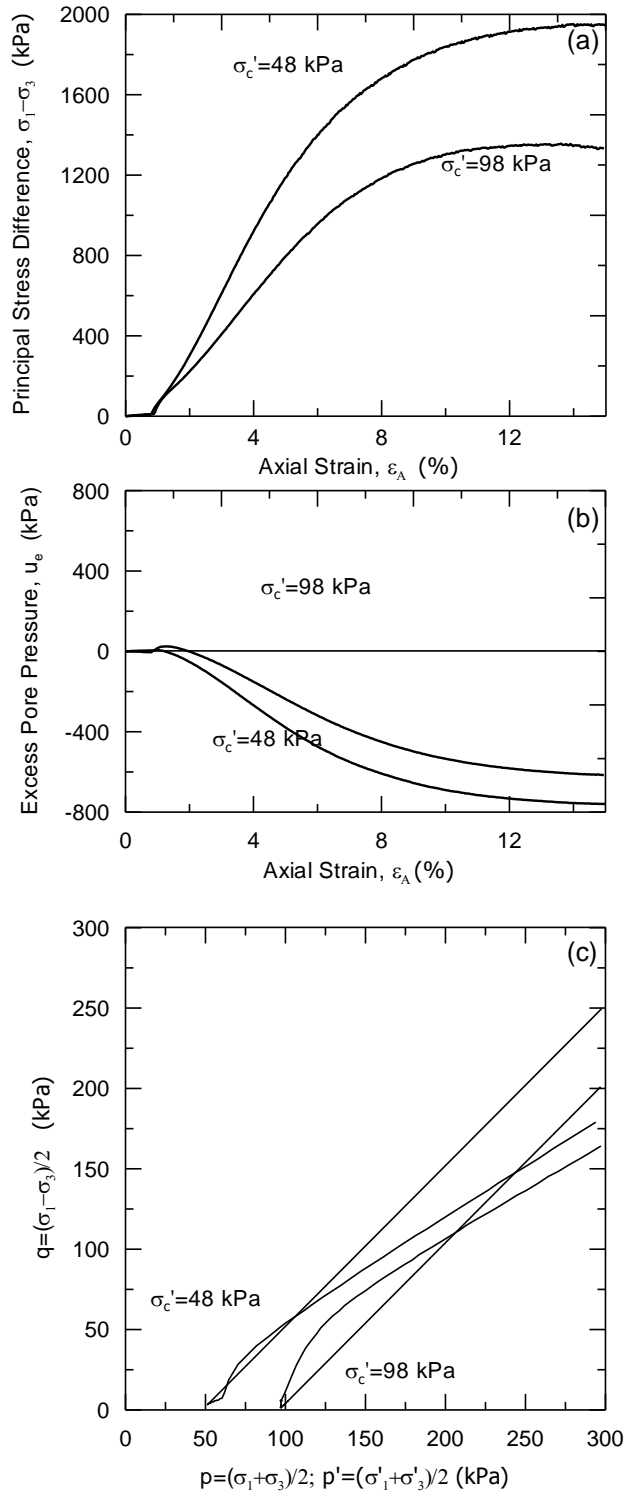 2000
1600
1200
800
400
0
0 4 8 12
Principal Stress Difference, σ₁−σ₃ (kPa)
(a)
σc'=48 kPa
σc'=98 kPa
Axial Strain, εA (%)
800
400
0
-400
-800
0 4 8 12
Excess Pore Pressure, ue (kPa)
(b)
σc'=98 kPa
σc'=48 kPa
Axial Strain, εA (%)
300
250
200
150
100
50
0
0 50 100 150 200 250 300
q=(σ₁−σ₃)/2 (kPa)
(c)
σc'=48 kPa
σc'=98 kPa
p=(σ₁+σ₃)/2; p'=(σ'₁+σ'₃)/2 (kPa)